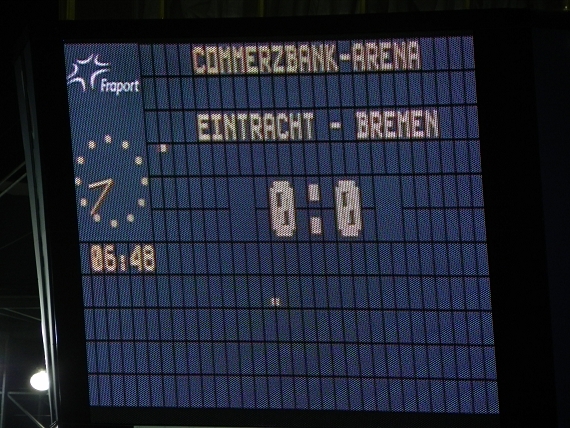 COMMERZBANK-ARENA
Fraport
EINTRACHT - BREMEN
0:0
06:48